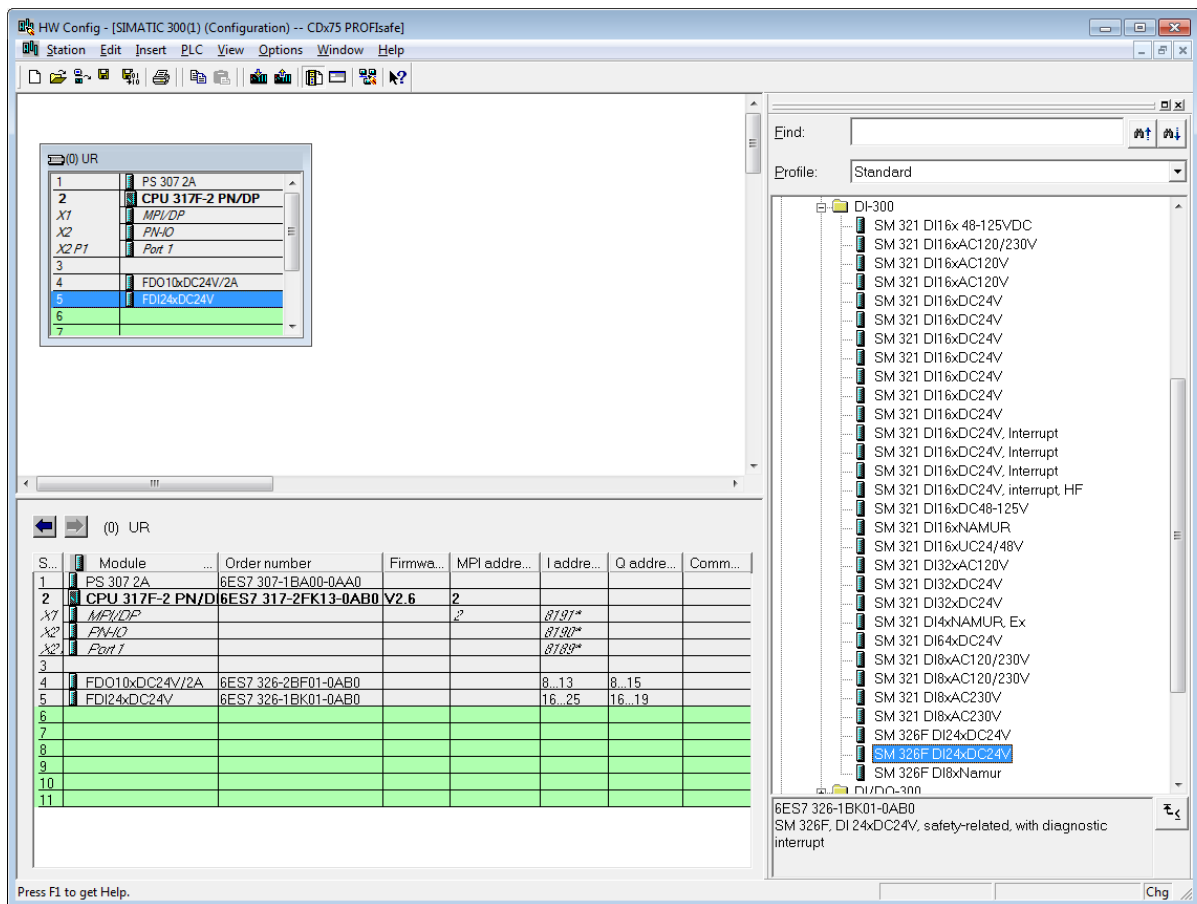 HW Config - [SIMATIC 300(1) (Configuration) -- CDx75 PROFIsafe]
Station Edit Insert PLC View Options Window Help
(0) UR
1 PS 307 2A
2 CPU 317F-2 PN/DP
X1 MPI/DP
X2 PN-IO
X2 P1 Port 1
3
4 FDO10xDC24V/2A
5 FDI24xDC24V
6
7
(0) UR
S... Module ... Order number Firmwa... MPI addre... I addre... Q addre... Comm...
1 PS 307 2A 6ES7 307-1BA00-0AA0
2 CPU 317F-2 PN/D 6ES7 317-2FK13-0AB0 V2.6 2
X1 MPI/DP 2 8191*
X2 PN-IO 8190*
X2 Port 1 8189*
3
4 FDO10xDC24V/2A 6ES7 326-2BF01-0AB0 8...13 8...15
5 FDI24xDC24V 6ES7 326-1BK01-0AB0 16...25 16...19
6
7
8
9
10
11
Find:
Profile: Standard
DI-300
SM 321 DI16x 48-125VDC
SM 321 DI16xAC120/230V
SM 321 DI16xAC120V
SM 321 DI16xAC120V
SM 321 DI16xDC24V
SM 321 DI16xDC24V
SM 321 DI16xDC24V
SM 321 DI16xDC24V
SM 321 DI16xDC24V
SM 321 DI16xDC24V
SM 321 DI16xDC24V
SM 321 DI16xDC24V, Interrupt
SM 321 DI16xDC24V, Interrupt
SM 321 DI16xDC24V, Interrupt
SM 321 DI16xDC24V, interrupt, HF
SM 321 DI16xDC48-125V
SM 321 DI16xNAMUR
SM 321 DI16xUC24/48V
SM 321 DI32xAC120V
SM 321 DI32xDC24V
SM 321 DI32xDC24V
SM 321 DI4xNAMUR, Ex
SM 321 DI64xDC24V
SM 321 DI8xAC120/230V
SM 321 DI8xAC120/230V
SM 321 DI8xAC230V
SM 321 DI8xAC230V
SM 326F DI24xDC24V
SM 326F DI24xDC24V
SM 326F DI8xNamur
DI/DO-300
6ES7 326-1BK01-0AB0
SM 326F, DI 24xDC24V, safety-related, with diagnostic
interrupt
Press F1 to get Help.
Chg